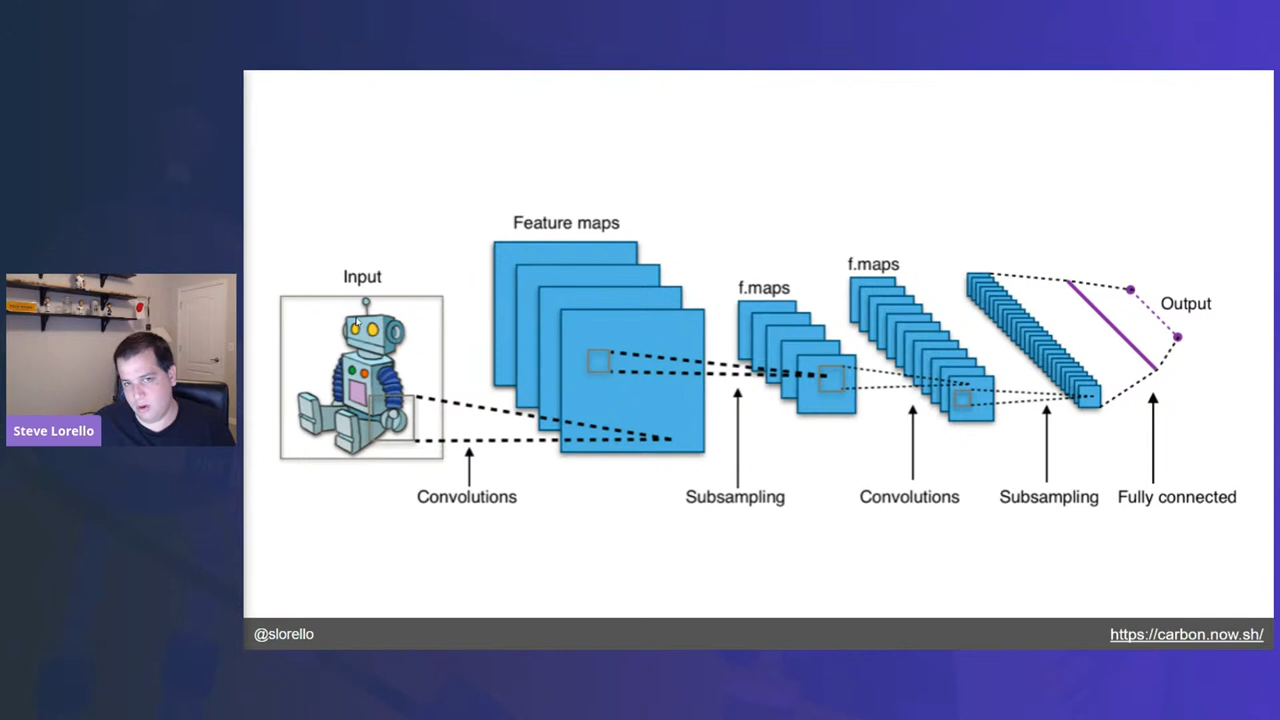 Feature maps
f.maps
Input
f.maps
Output
Steve Lorello
Convolutions
Subsampling
Convolutions
Subsampling
Fully connected
@slorello
https://carbon.now.sh/